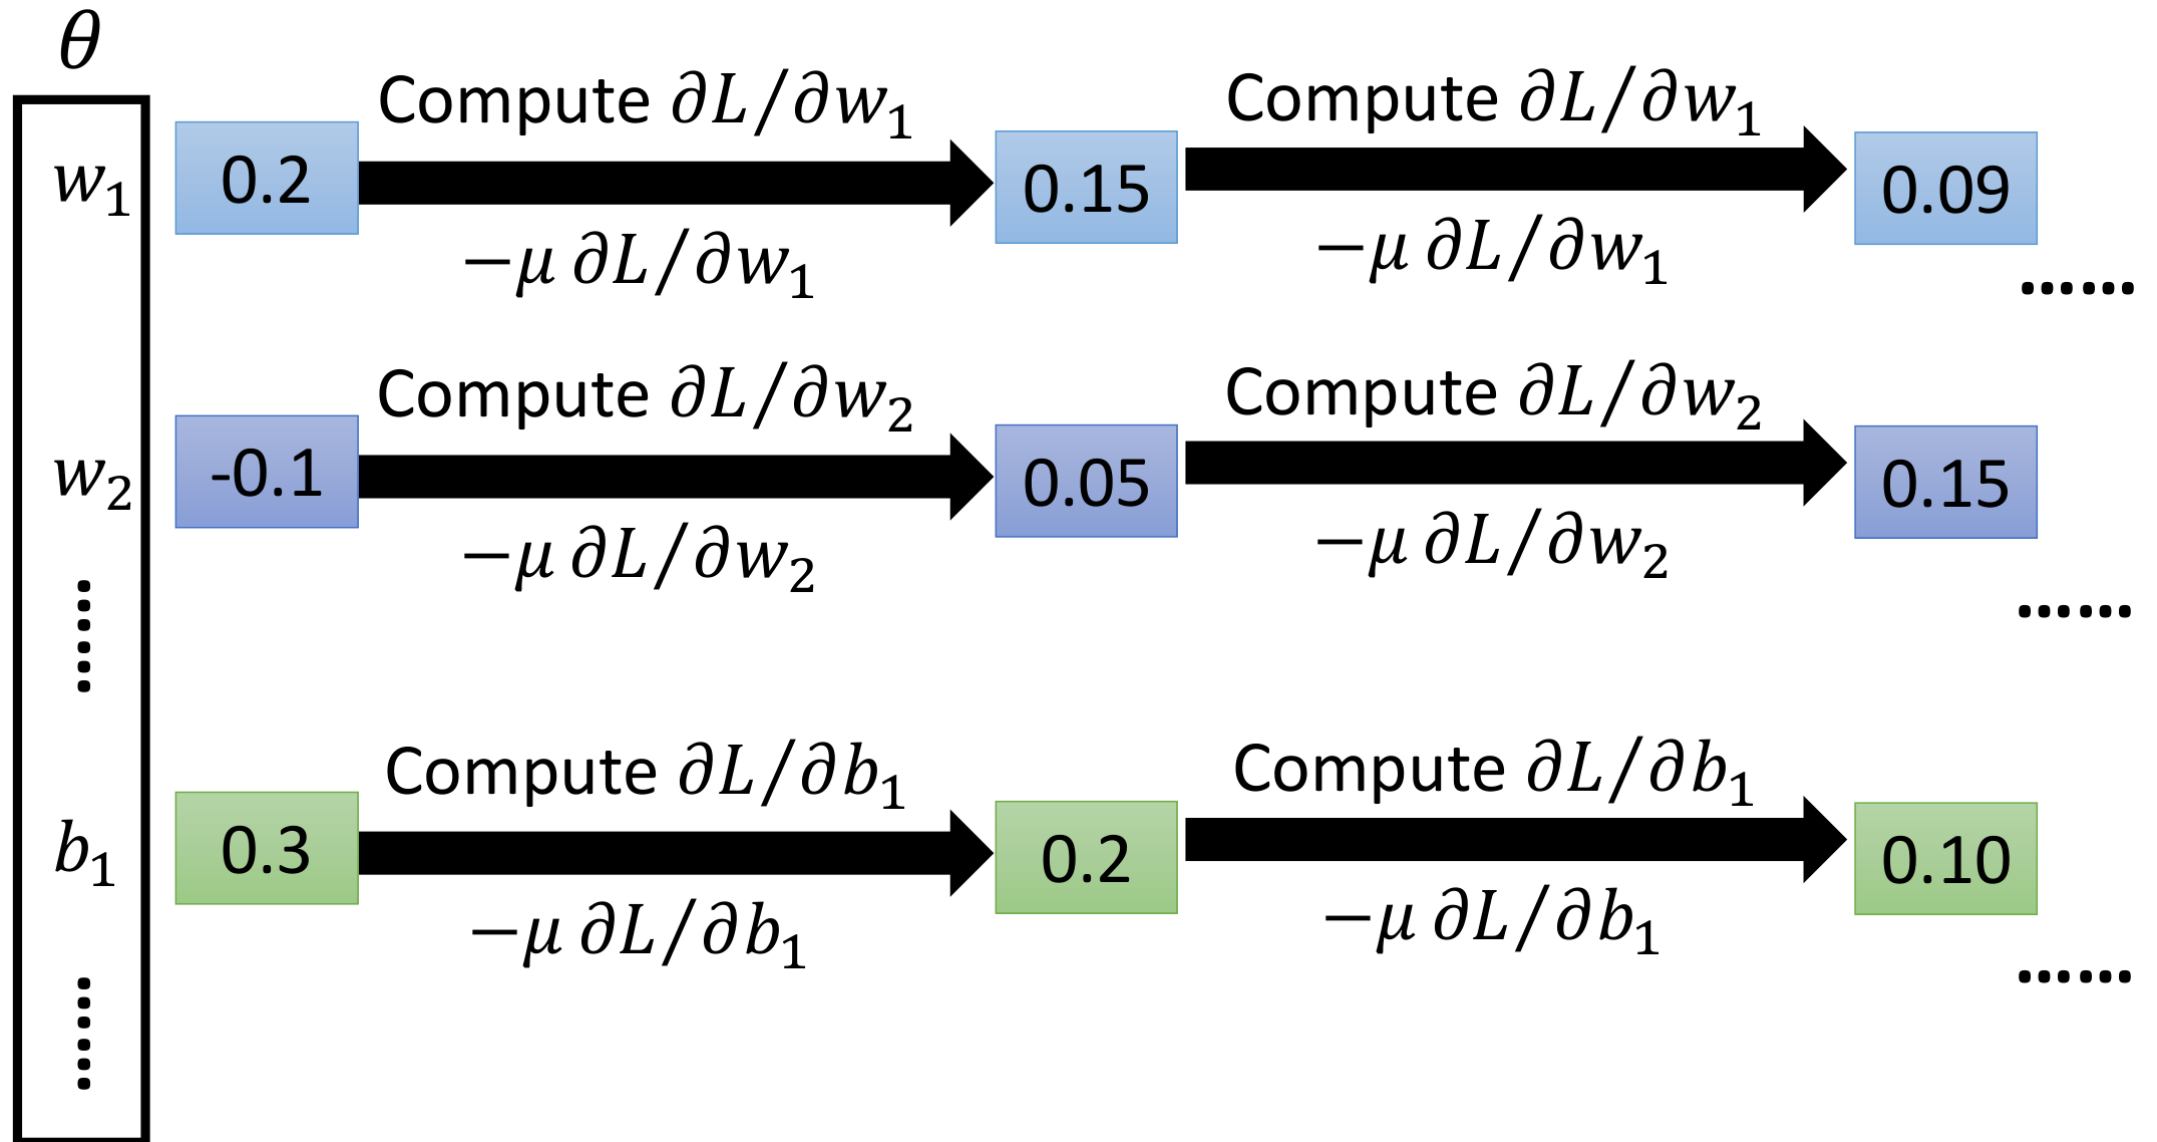 θ
Compute ∂L/∂w₁ Compute ∂L/∂w₁
w₁ 0.2 0.15 0.09
−μ ∂L/∂w₁ −μ ∂L/∂w₁
......
Compute ∂L/∂w₂ Compute ∂L/∂w₂
w₂ -0.1 0.05 0.15
−μ ∂L/∂w₂ −μ ∂L/∂w₂
......
......
Compute ∂L/∂b₁ Compute ∂L/∂b₁
b₁ 0.3 0.2 0.10
−μ ∂L/∂b₁ −μ ∂L/∂b₁
......
......